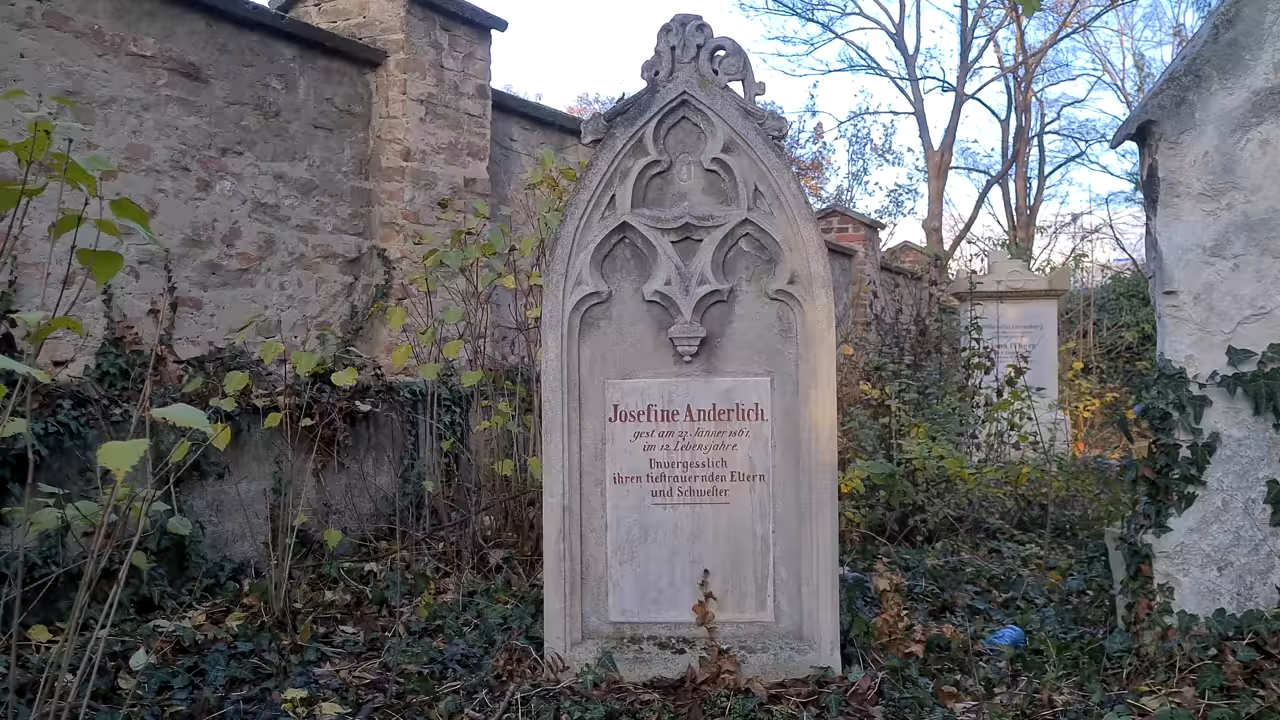 Josefine Anderlich.
gest am 27. Jänner 1861,
im 12. Lebensjahre.
Unvergesslich
ihren tieftrauernden Eltern
und Schwester.